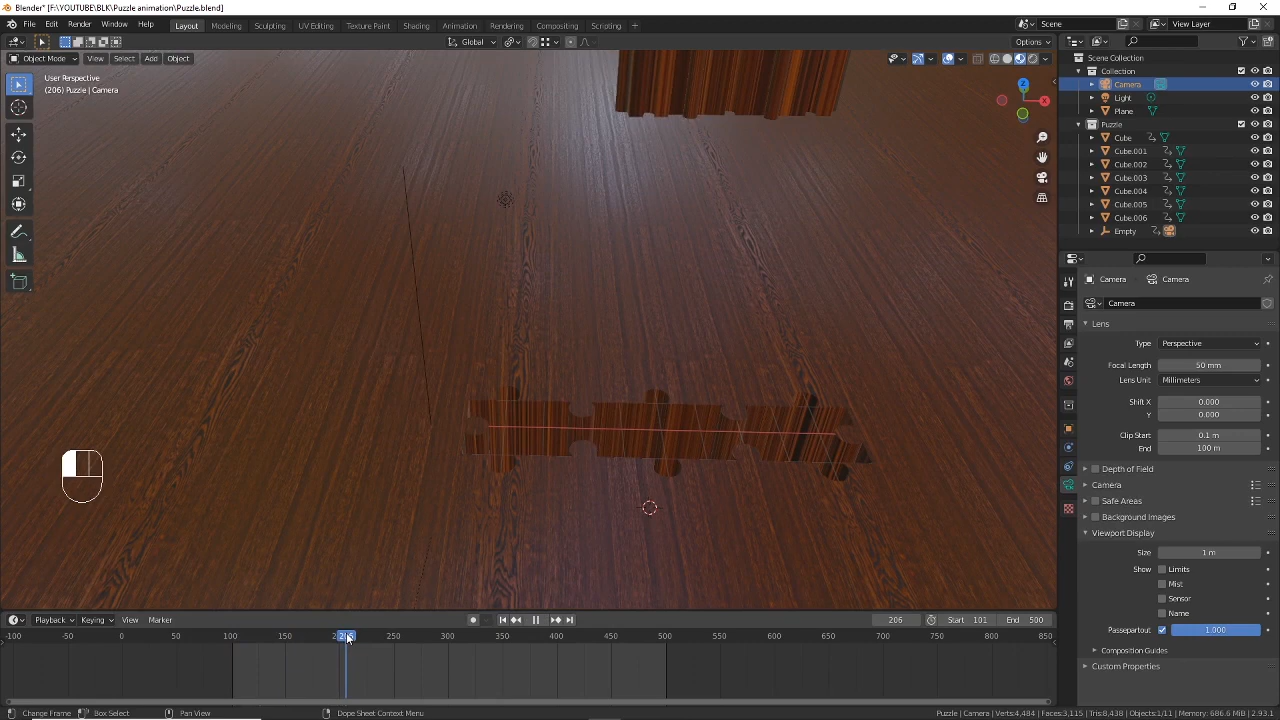 Blender* [F:\YOUTUBE\BLK\Puzzle animation\Puzzle.blend]
File Edit Render Window Help Layout Modeling Sculpting UV Editing Texture Paint Shading Animation Rendering Compositing Scripting + Scene View Layer
Global Options
Object Mode View Select Add Object
User Perspective
(206) Puzzle | Camera
Z
X
Scene Collection
Collection
Camera
Light
Plane
Puzzle
Cube
Cube.001
Cube.002
Cube.003
Cube.004
Cube.005
Cube.006
Empty
Camera Camera
Camera
Lens
Type Perspective
Focal Length 50 mm
Lens Unit Millimeters
Shift X 0.000
Y 0.000
Clip Start 0.1 m
End 100 m
Depth of Field
Camera
Safe Areas
Background Images
Viewport Display
Size 1 m
Show Limits
Mist
Sensor
Name
Passepartout 1.000
Composition Guides
Custom Properties
Playback Keying View Marker 206 Start 101 End 500
-100 -50 0 50 100 150 250 300 350 400 450 500 550 600 650 700 750 800 850
Change Frame Box Select Pan View Dope Sheet Context Menu Puzzle | Camera | Verts:4,484 | Faces:3,115 | Tris:8,438 | Objects:1/11 | Memory: 686.6 MiB | 2.93.1